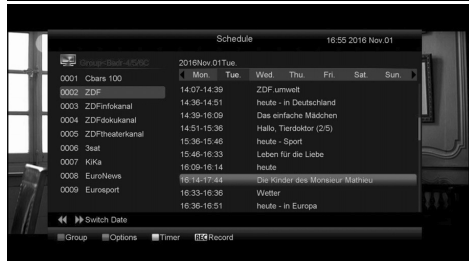 Schedule
16:55 2016 Nov.01
2016Nov.01Tue.
Mon. Tue. Wed. Thu. Fri. Sat. Sun.
0001 Cbars 100
0002 ZDF
0003 ZDFinfokanal
0004 ZDFdokukanal
0005 ZDFtheaterkanal
0006 3sat
0007 KiKa
0008 EuroNews
0009 Eurosport
14:07-14:39 ZDF.umwelt
14:36-14:51 heute - in Deutschland
14:39-16:09 Das einfache Mädchen
14:51-15:36 Hallo, Tierdoktor (2/5)
15:36-15:46 heute - Sport
15:46-16:33 Leben für die Liebe
16:09-16:14 heute
16:14-17:44 Die Kinder des Monsieur Mathieu
16:33-16:36 Wetter
16:36-16:51 heute - in Europa
Switch Date
Group Options Timer REC Record